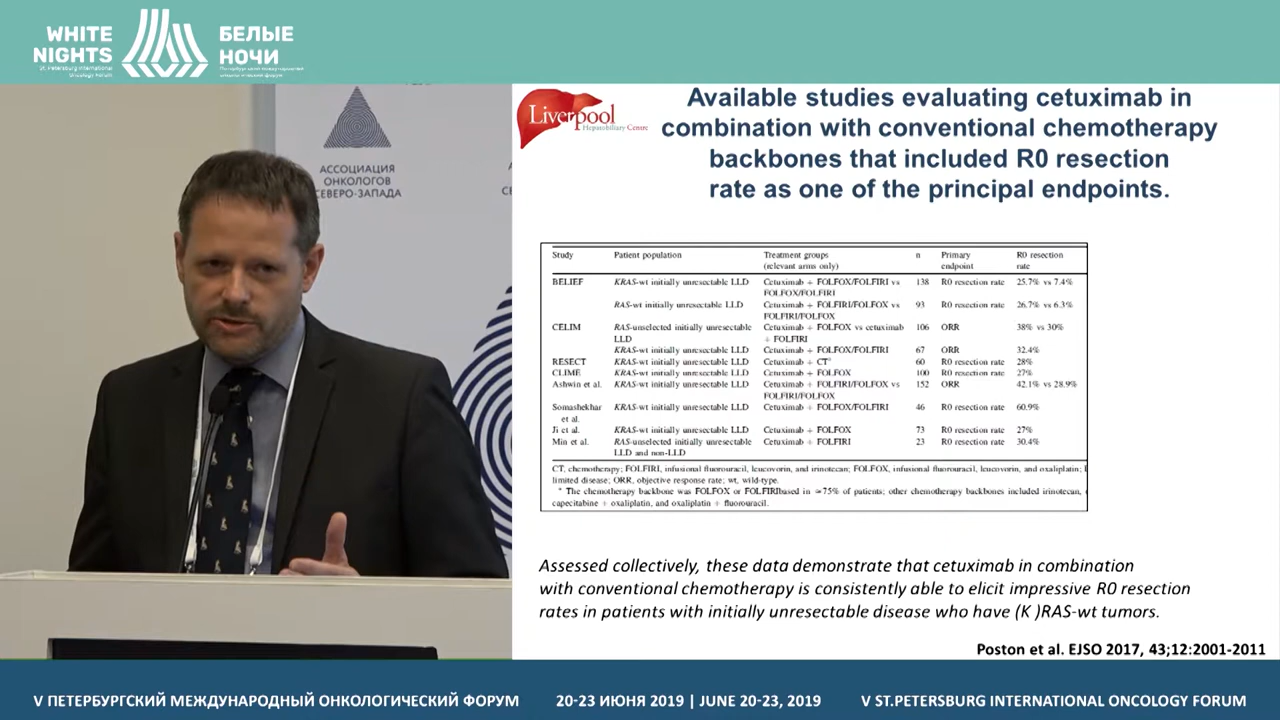 WHITE
NIGHTS
St. Petersburg International
Oncology Forum
БЕЛЫЕ
НОЧИ
Петербургский международный
онкологический форум
АССОЦИАЦИЯ
ОНКОЛОГОВ
СЕВЕРО-ЗАПАДА
Liverpool
Hepatobiliary Centre
Available studies evaluating cetuximab in
combination with conventional chemotherapy
backbones that included R0 resection
rate as one of the principal endpoints.
Study Patient population Treatment groups n Primary R0 resection
(relevant arms only) endpoint rate
BELIEF KRAS-wt initially unresectable LLD Cetuximab + FOLFOX/FOLFIRI vs 138 R0 resection rate 25.7% vs 7.4%
FOLFOX/FOLFIRI
RAS-wt initially unresectable LLD Cetuximab + FOLFIRI/FOLFOX vs 93 R0 resection rate 26.7% vs 6.3%
FOLFIRI/FOLFOX
CELIM RAS-unselected initially unresectable Cetuximab + FOLFOX vs cetuximab 106 ORR 38% vs 30%
LLD + FOLFIRI
KRAS-wt initially unresectable LLD Cetuximab + FOLFOX/FOLFIRI 67 ORR 32.4%
RESECT KRAS-wt initially unresectable LLD Cetuximab + CTª 60 R0 resection rate 28%
CLIME KRAS-wt initially unresectable LLD Cetuximab + FOLFOX 100 R0 resection rate 27%
Ashwin et al. KRAS-wt initially unresectable LLD Cetuximab + FOLFIRI/FOLFOX vs 152 ORR 42.1% vs 28.9%
FOLFIRI/FOLFOX
Somashekhar KRAS-wt initially unresectable LLD Cetuximab + FOLFOX/FOLFIRI 46 R0 resection rate 60.9%
et al.
Ji et al. KRAS-wt initially unresectable LLD Cetuximab + FOLFOX 73 R0 resection rate 27%
Min et al. RAS-unselected initially unresectable Cetuximab + FOLFIRI 23 R0 resection rate 30.4%
LLD and non-LLD
CT, chemotherapy; FOLFIRI, infusional fluorouracil, leucovorin, and irinotecan; FOLFOX, infusional fluorouracil, leucovorin, and oxaliplatin;
limited disease; ORR, objective response rate; wt, wild-type.
ª The chemotherapy backbone was FOLFOX or FOLFIRIbased in ≃75% of patients; other chemotherapy backbones included irinotecan,
capecitabine + oxaliplatin, and oxaliplatin + fluorouracil.
Assessed collectively, these data demonstrate that cetuximab in combination
with conventional chemotherapy is consistently able to elicit impressive R0 resection
rates in patients with initially unresectable disease who have (K )RAS-wt tumors.
Poston et al. EJSO 2017, 43;12:2001-2011
V ПЕТЕРБУРГСКИЙ МЕЖДУНАРОДНЫЙ ОНКОЛОГИЧЕСКИЙ ФОРУМ 20-23 ИЮНЯ 2019 | JUNE 20-23, 2019 V ST.PETERSBURG INTERNATIONAL ONCOLOGY FORUM